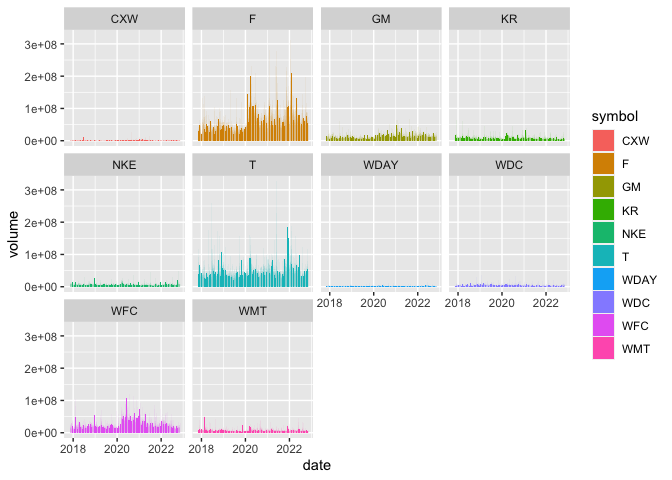 CXW F GM KR
3e+08
2e+08
1e+08
0e+00
NKE T WDAY WDC
3e+08
2e+08
1e+08
0e+00
2018 2020 2022 2018 2020 2022
WFC WMT
3e+08
2e+08
1e+08
0e+00
2018 2020 2022 2018 2020 2022
date
volume
symbol
CXW
F
GM
KR
NKE
T
WDAY
WDC
WFC
WMT